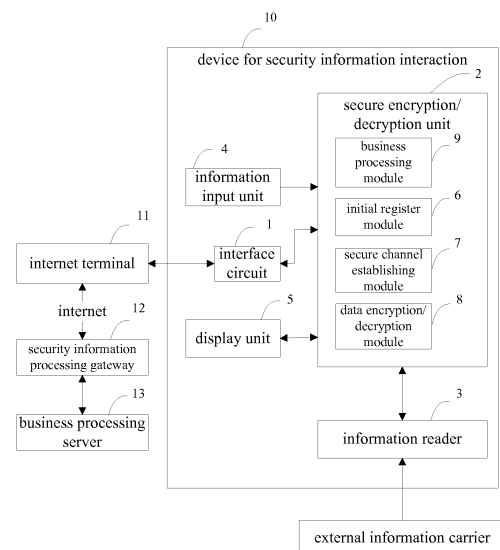 10
device for security information interaction
2
secure encryption/
decryption unit
9
business
processing
module
4
information
input unit
6
initial register
module
11
internet terminal
1
interface
circuit
7
secure channel
establishing
module
internet
12
security information
processing gateway
5
display unit
8
data encryption/
decryption
module
13
business processing
server
3
information reader
external information carrier